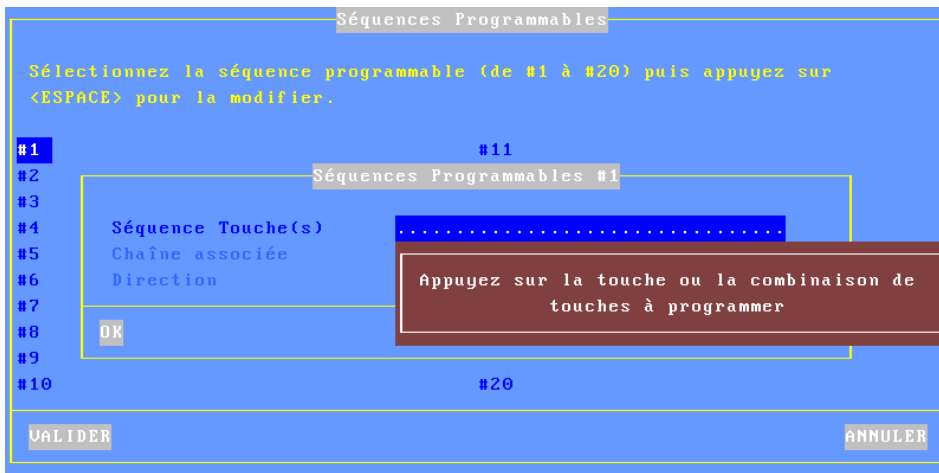 Séquences Programmables
Sélectionnez la séquence programmable (de #1 à #20) puis appuyez sur
<ESPACE> pour la modifier.
#1 #11
#2 Séquences Programmables #1
#3
#4 Séquence Touche(s) .................................
#5 Chaîne associée
#6 Direction Appuyez sur la touche ou la combinaison de
#7 touches à programmer
#8 OK
#9
#10 #20
VALIDER ANNULER